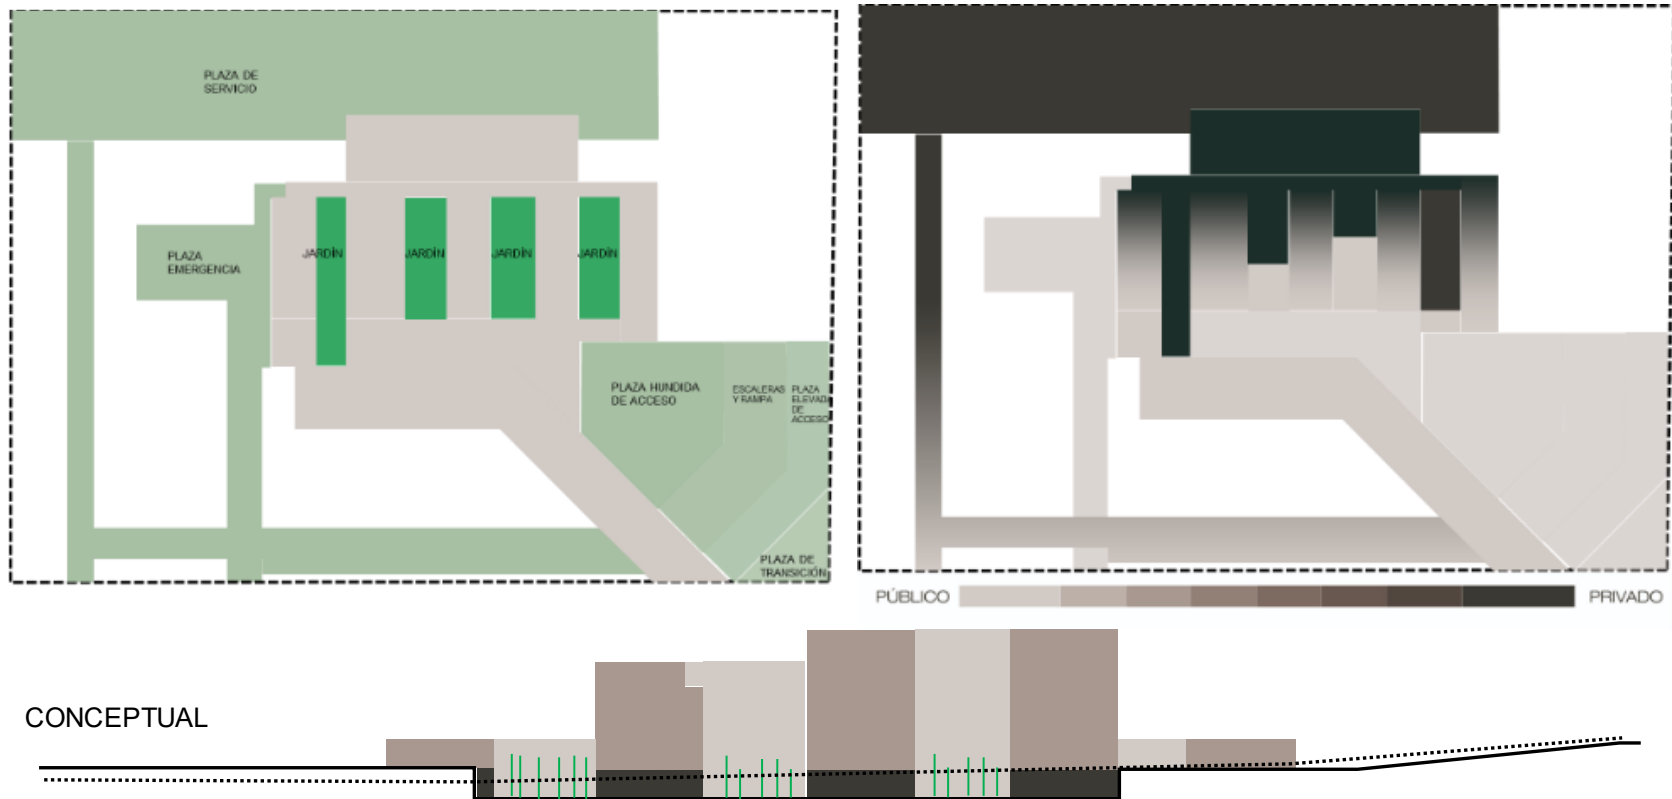 PLAZA DE
SERVICIO
PLAZA
EMERGENCIA
JARDÍN
JARDÍN
JARDÍN
JARDÍN
PLAZA HUNDIDA
DE ACCESO
ESCALERAS
Y RAMPA
PLAZA
ELEVADA
DE
ACCESO
PLAZA DE
TRANSICIÓN
PÚBLICO
PRIVADO
CONCEPTUAL